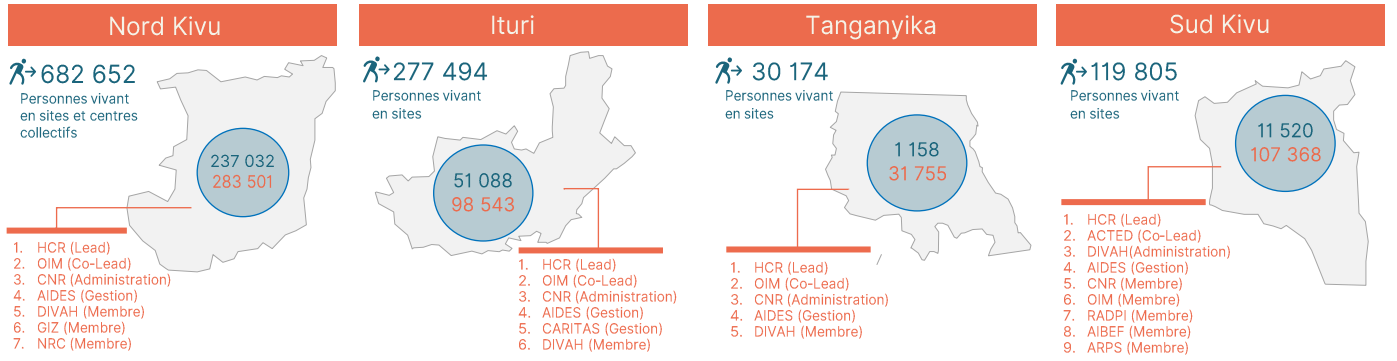 Nord Kivu
682 652
Personnes vivant
en sites et centres
collectifs
237 032
283 501
1. HCR (Lead)
2. OIM (Co-Lead)
3. CNR (Administration)
4. AIDES (Gestion)
5. DIVAH (Membre)
6. GIZ (Membre)
7. NRC (Membre)
Ituri
277 494
Personnes vivant
en sites
51 088
98 543
1. HCR (Lead)
2. OIM (Co-Lead)
3. CNR (Administration)
4. AIDES (Gestion)
5. CARITAS (Gestion)
6. DIVAH (Membre)
Tanganyika
30 174
Personnes vivant
en sites
1 158
31 755
1. HCR (Lead)
2. OIM (Co-Lead)
3. CNR (Administration)
4. AIDES (Gestion)
5. DIVAH (Membre)
Sud Kivu
119 805
Personnes vivant
en sites
11 520
107 368
1. HCR (Lead)
2. ACTED (Co-Lead)
3. DIVAH(Administration)
4. AIDES (Gestion)
5. CNR (Membre)
6. OIM (Membre)
7. RADPI (Membre)
8. AIBEF (Membre)
9. ARPS (Membre)